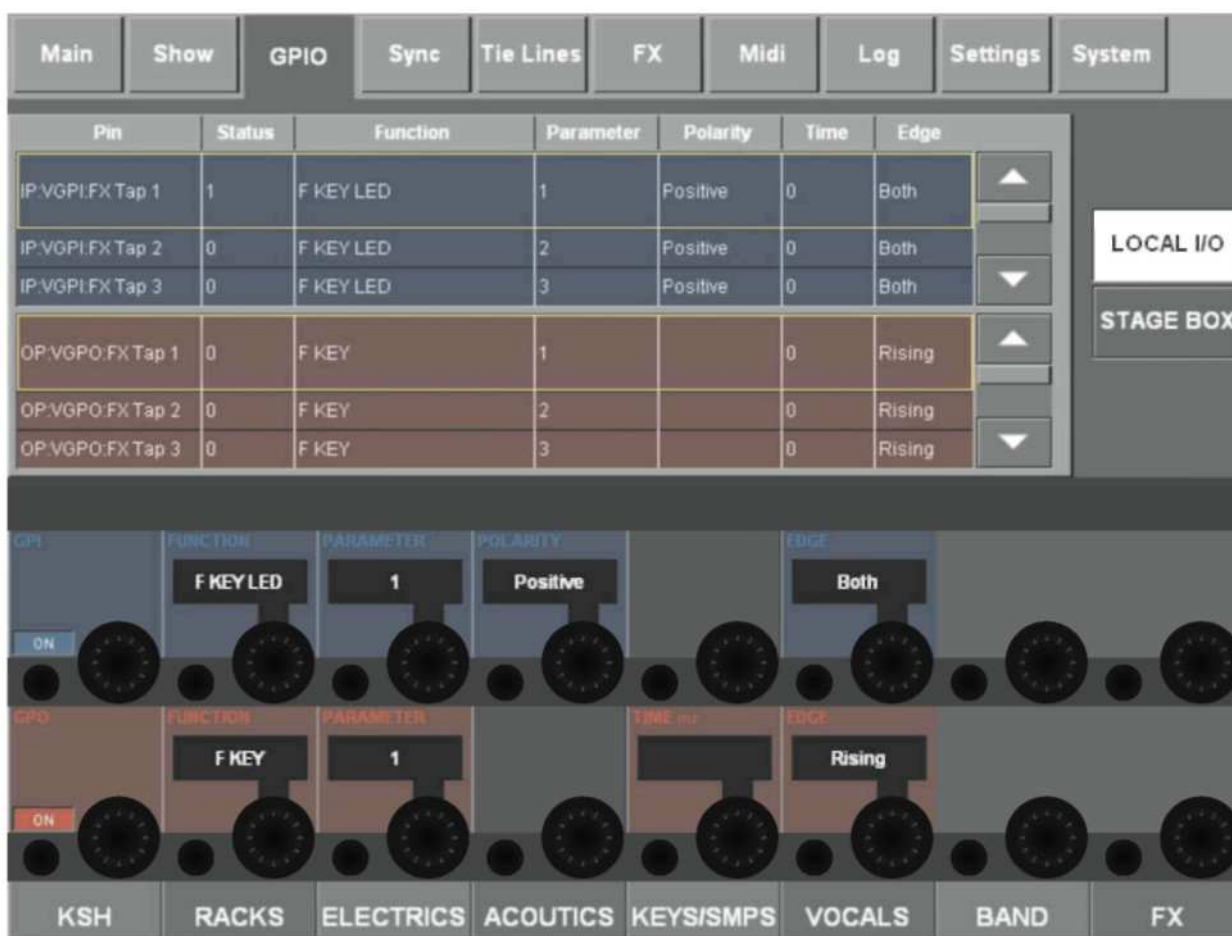 Main Show GPIO Sync Tie Lines FX Midi Log Settings System
Pin Status Function Parameter Polarity Time Edge
IP:VGPI:FX Tap 1 1 F KEY LED 1 Positive 0 Both
IP:VGPI:FX Tap 2 0 F KEY LED 2 Positive 0 Both
IP:VGPI:FX Tap 3 0 F KEY LED 3 Positive 0 Both
LOCAL I/O
STAGE BOX
OP:VGPO:FX Tap 1 0 F KEY 1 0 Rising
OP:VGPO:FX Tap 2 0 F KEY 2 0 Rising
OP:VGPO:FX Tap 3 0 F KEY 3 0 Rising
GPI FUNCTION PARAMETER POLARITY EDGE
F KEY LED 1 Positive Both
ON
GPO FUNCTION PARAMETER TIME EDGE
F KEY 1 Rising
ON
KSH RACKS ELECTRICS ACOUTICS KEYS/SMPS VOCALS BAND FX